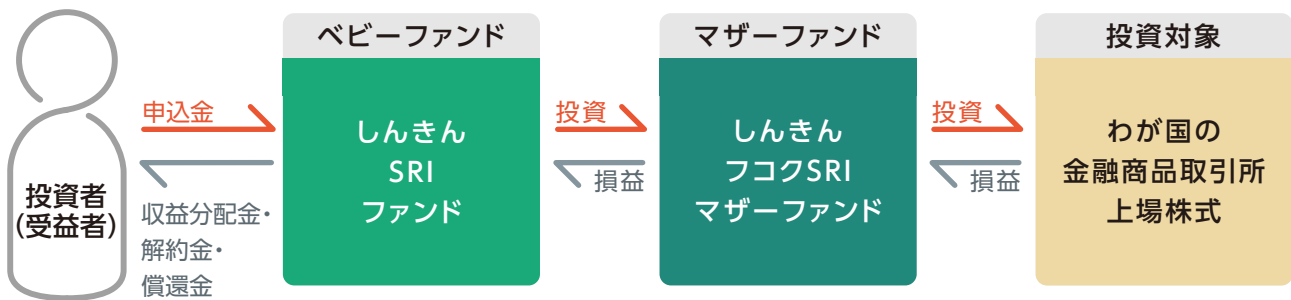 投資者
(受益者)
申込金
収益分配金・
解約金・
償還金
ベビーファンド
しんきん
SRI
ファンド
投資
損益
マザーファンド
しんきん
フコクSRI
マザーファンド
投資
損益
投資対象
わが国の
金融商品取引所
上場株式